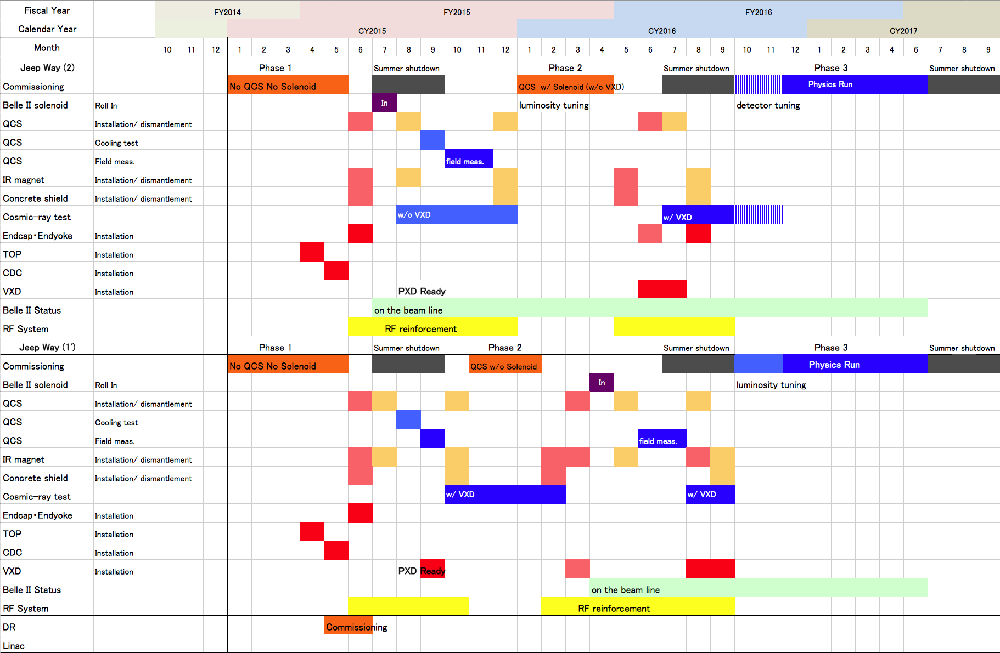 Fiscal Year FY2014 FY2015 FY2016
Calendar Year CY2015 CY2016 CY2017
Month 10 11 12 1 2 3 4 5 6 7 8 9 10 11 12 1 2 3 4 5 6 7 8 9 10 11 12 1 2 3 4 5 6 7 8 9
Jeep Way (2) Phase 1 Summer shutdown Phase 2 Summer shutdown Phase 3 Summer shutdown
Commissioning No QCS No Solenoid QCS w/ Solenoid (w/o VXD) Physics Run
Belle II solenoid Roll In In luminosity tuning detector tuning
QCS Installation/ dismantlement
QCS Cooling test
QCS Field meas. field meas.
IR magnet Installation/ dismantlement
Concrete shield Installation/ dismantlement
Cosmic-ray test w/o VXD w/ VXD
Endcap・Endyoke Installation
TOP Installation
CDC Installation
VXD Installation PXD Ready
Belle II Status on the beam line
RF System RF reinforcement
Jeep Way (1') Phase 1 Summer shutdown Phase 2 Summer shutdown Phase 3 Summer shutdown
Commissioning No QCS No Solenoid QCS w/o Solenoid Physics Run
Belle II solenoid Roll In In luminosity tuning
QCS Installation/ dismantlement
QCS Cooling test
QCS Field meas. field meas.
IR magnet Installation/ dismantlement
Concrete shield Installation/ dismantlement
Cosmic-ray test w/ VXD w/ VXD
Endcap・Endyoke Installation
TOP Installation
CDC Installation
VXD Installation PXD Ready
Belle II Status on the beam line
RF System RF reinforcement
DR Commissioning
Linac